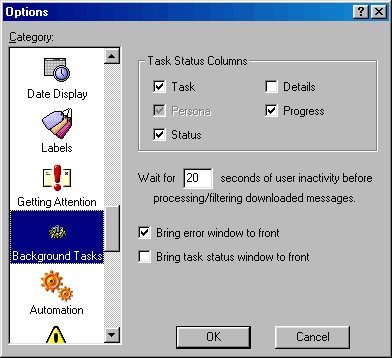 Options
Category:
Date Display
Labels
Getting Attention
Background Tasks
Automation
Task Status Columns
Task
Details
Persona
Progress
Status
Wait for 20 seconds of user inactivity before
processing/filtering downloaded messages.
Bring error window to front
Bring task status window to front
OK
Cancel